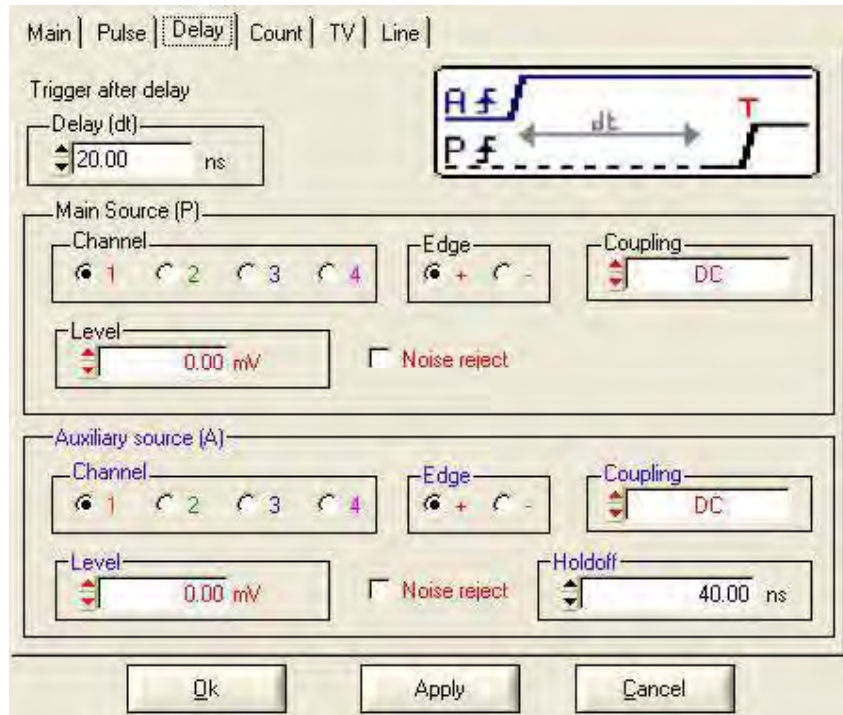 Main Pulse Delay Count TV Line
Trigger after delay
Delay (dt)
20.00 ns
A
dt
T
P
Main Source (P)
Channel
1 2 3 4
Edge
+ -
Coupling
DC
Level
0.00 mV
Noise reject
Auxiliary source (A)
Channel
1 2 3 4
Edge
+ -
Coupling
DC
Level
0.00 mV
Noise reject
Holdoff
40.00 ns
Ok Apply Cancel